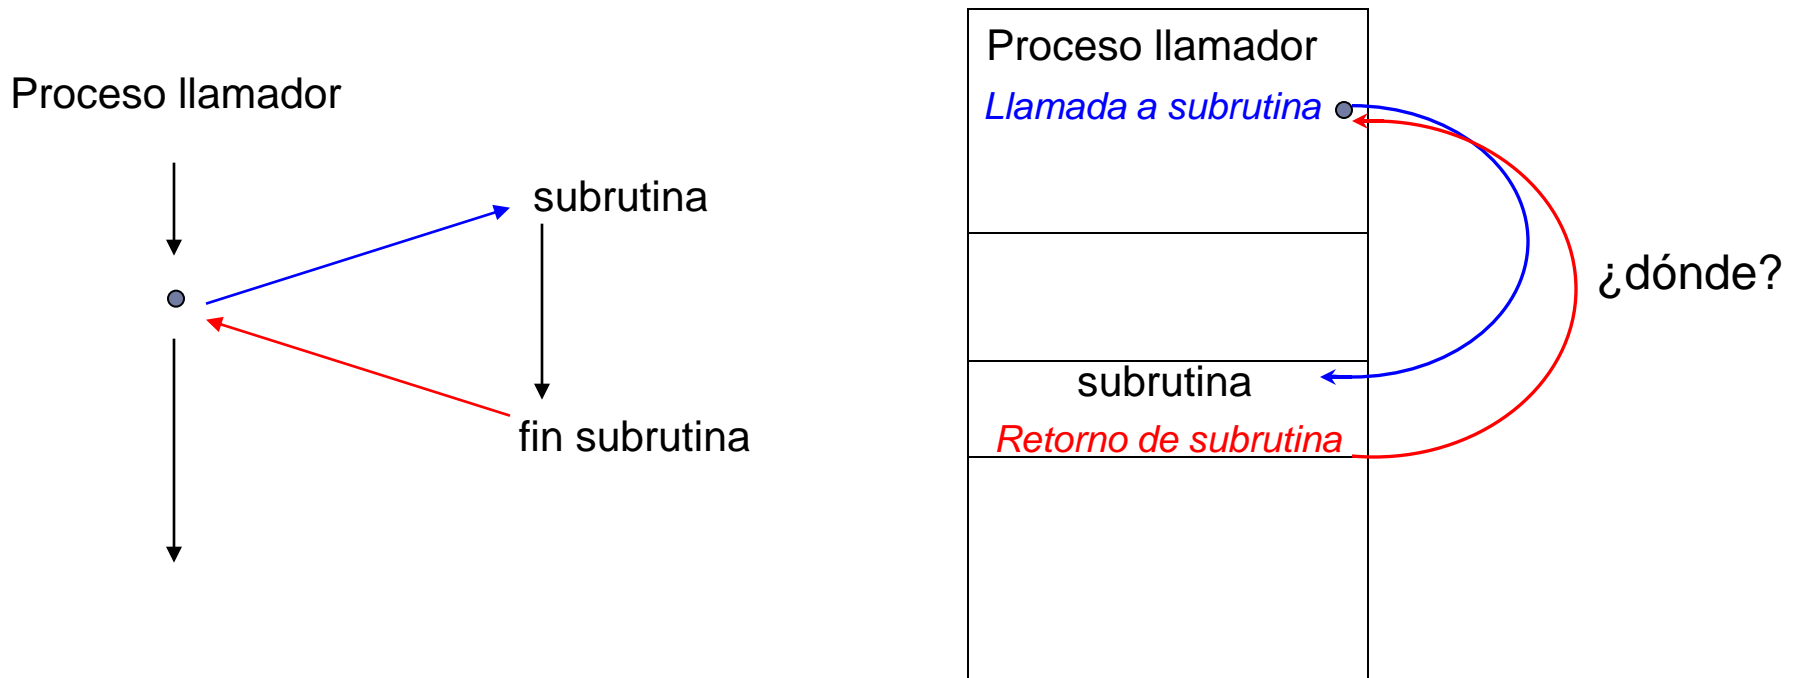 Proceso llamador
subrutina
fin subrutina
Proceso llamador
Llamada a subrutina
¿dónde?
subrutina
Retorno de subrutina